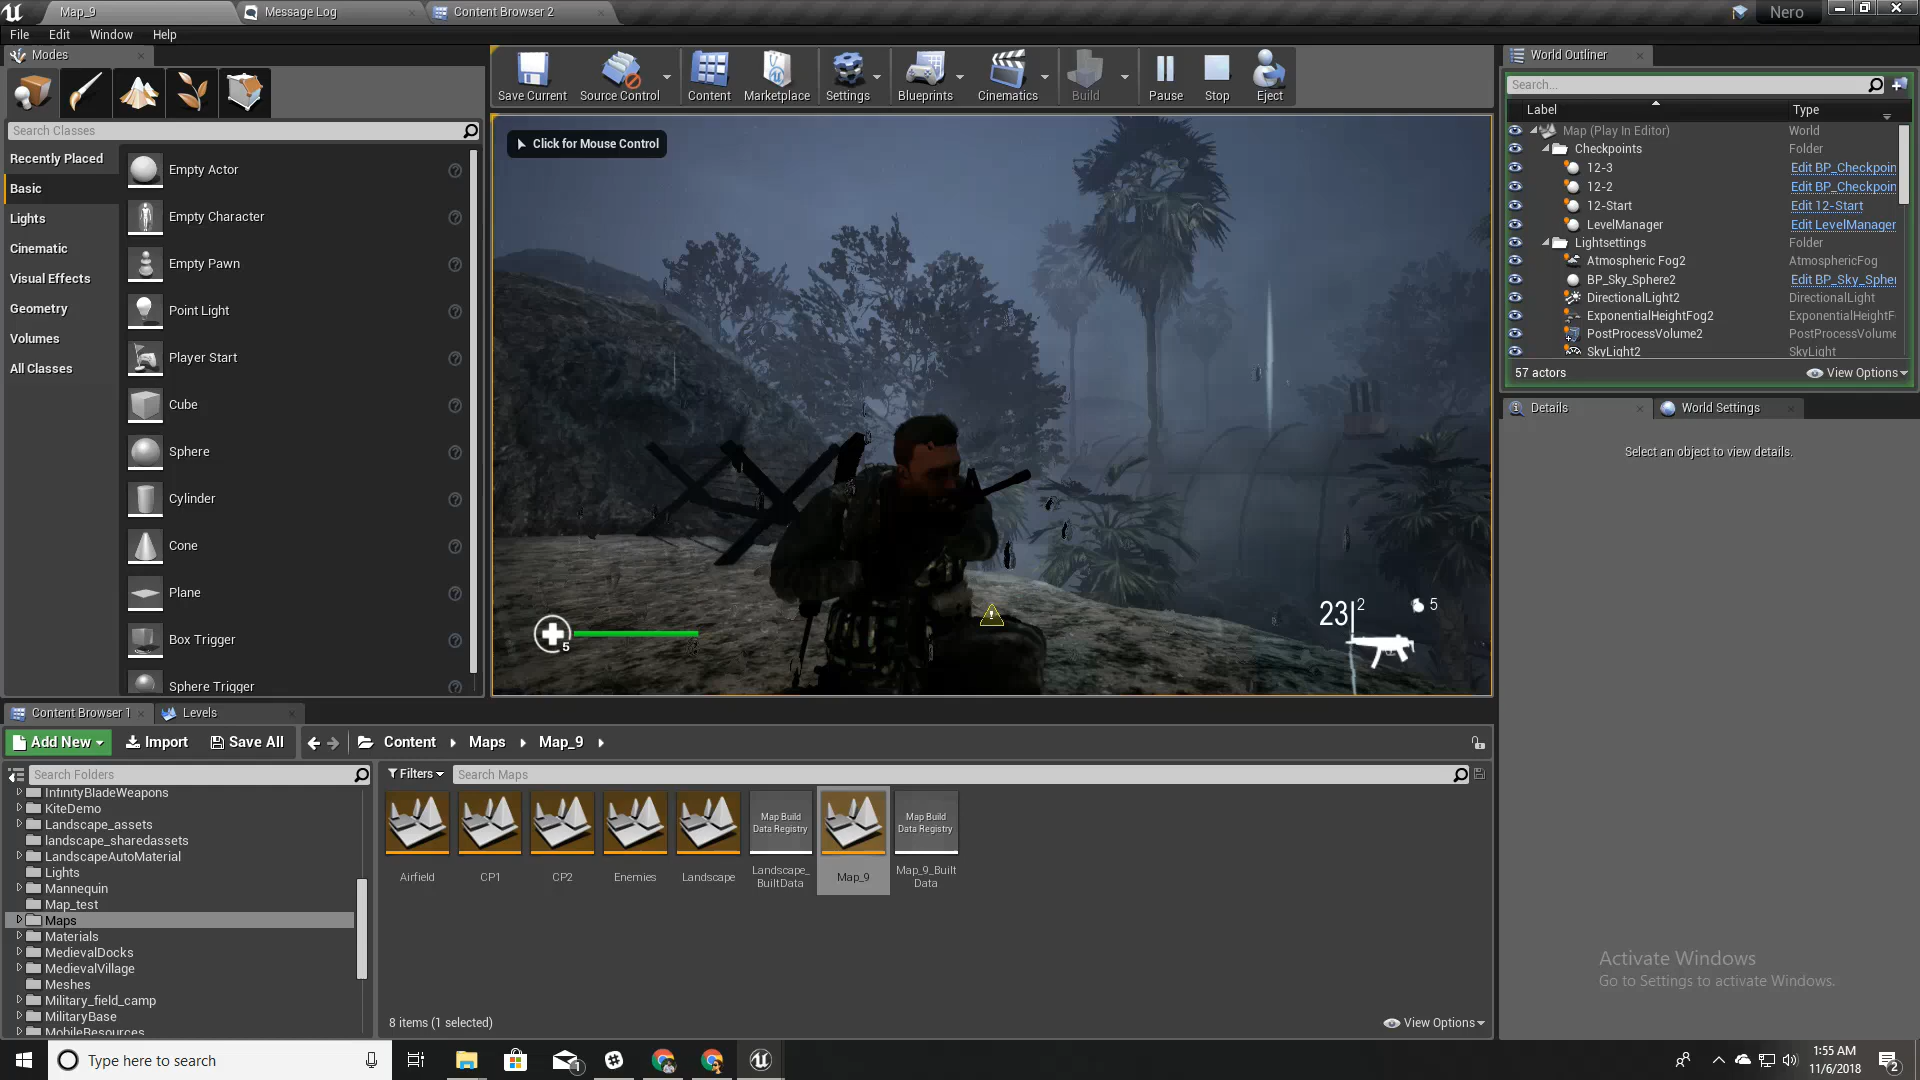 Map_9
Message Log
Content Browser 2
Nero
File
Edit
Window
Help
Modes
Save Current
Source Control
Content
Marketplace
Settings
Blueprints
Cinematics
Build
Pause
Stop
Eject
World Outliner
Search...
Label
Type
Search Classes
Recently Placed
Basic
Lights
Cinematic
Visual Effects
Geometry
Volumes
All Classes
Empty Actor
Empty Character
Empty Pawn
Point Light
Player Start
Cube
Sphere
Cylinder
Cone
Plane
Box Trigger
Sphere Trigger
Click for Mouse Control
5
23
2
5
Map (Play In Editor) World
Checkpoints Folder
12-3 Edit BP_Checkpoin
12-2 Edit BP_Checkpoin
12-Start Edit 12-Start
LevelManager Edit LevelManager
Lightsettings Folder
Atmospheric Fog2 AtmosphericFog
BP_Sky_Sphere2 Edit BP_Sky_Spher
DirectionalLight2 DirectionalLight
ExponentialHeightFog2 ExponentialHeightF
PostProcessVolume2 PostProcessVolume
SkyLight2 SkyLight
57 actors
View Options
Details
World Settings
Select an object to view details.
Content Browser 1
Levels
Add New
Import
Save All
Content
Maps
Map_9
Search Folders
Filters
Search Maps
InfinityBladeWeapons
KiteDemo
Landscape_assets
landscape_sharedassets
LandscapeAutoMaterial
Lights
Mannequin
Map_test
Maps
Materials
MedievalDocks
MedievalVillage
Meshes
Military_field_camp
MilitaryBase
MobileResources
Map Build
Data Registry
Map Build
Data Registry
Airfield
CP1
CP2
Enemies
Landscape
Landscape_
BuiltData
Map_9
Map_9_Built
Data
8 items (1 selected)
View Options
Activate Windows
Go to Settings to activate Windows.
Type here to search
1
1:55 AM
11/6/2018
2